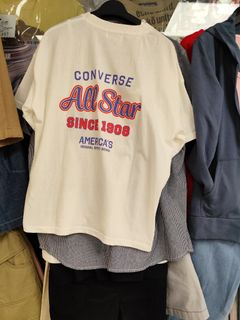 CONVERSE
All Star
SINCE 1908
AMERICA'S